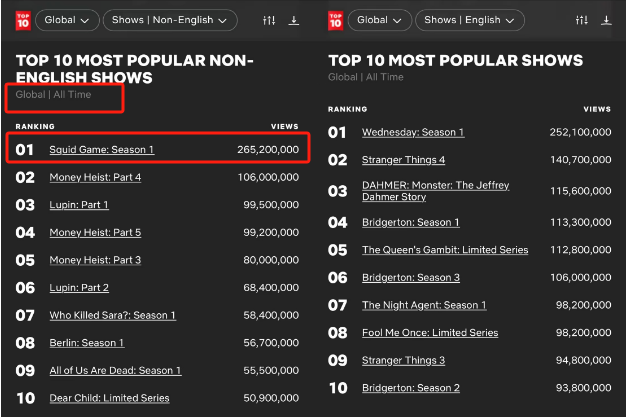 TOP 10
Global
Shows | Non-English
TOP 10 MOST POPULAR NON-
ENGLISH SHOWS
Global | All Time
RANKING VIEWS
01 Squid Game: Season 1 265,200,000
02 Money Heist: Part 4 106,000,000
03 Lupin: Part 1 99,500,000
04 Money Heist: Part 5 99,200,000
05 Money Heist: Part 3 80,000,000
06 Lupin: Part 2 68,400,000
07 Who Killed Sara?: Season 1 58,400,000
08 Berlin: Season 1 56,700,000
09 All of Us Are Dead: Season 1 55,500,000
10 Dear Child: Limited Series 50,900,000
TOP 10
Global
Shows | English
TOP 10 MOST POPULAR SHOWS
Global | All Time
RANKING VIEWS
01 Wednesday: Season 1 252,100,000
02 Stranger Things 4 140,700,000
03 DAHMER: Monster: The Jeffrey
Dahmer Story 115,600,000
04 Bridgerton: Season 1 113,300,000
05 The Queen's Gambit: Limited Series 112,800,000
06 Bridgerton: Season 3 106,000,000
07 The Night Agent: Season 1 98,200,000
08 Fool Me Once: Limited Series 98,200,000
09 Stranger Things 3 94,800,000
10 Bridgerton: Season 2 93,800,000